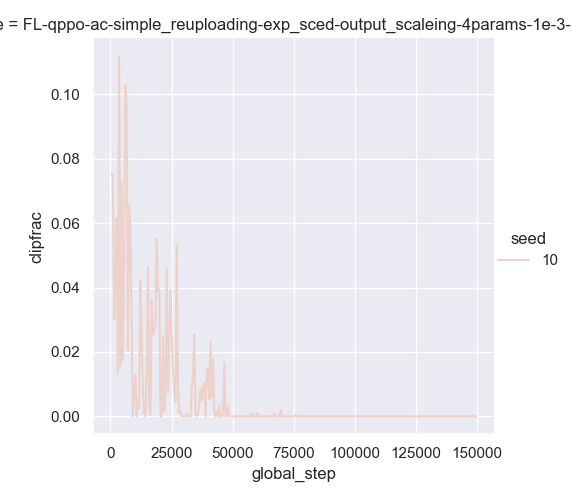 e = FL-qppo-ac-simple_reuploading-exp_sced-output_scaleing-4params-1e-3-
0.10
0.08
0.06
0.04
0.02
0.00
clipfrac
0 25000 50000 75000 100000 125000 150000
global_step
seed
10